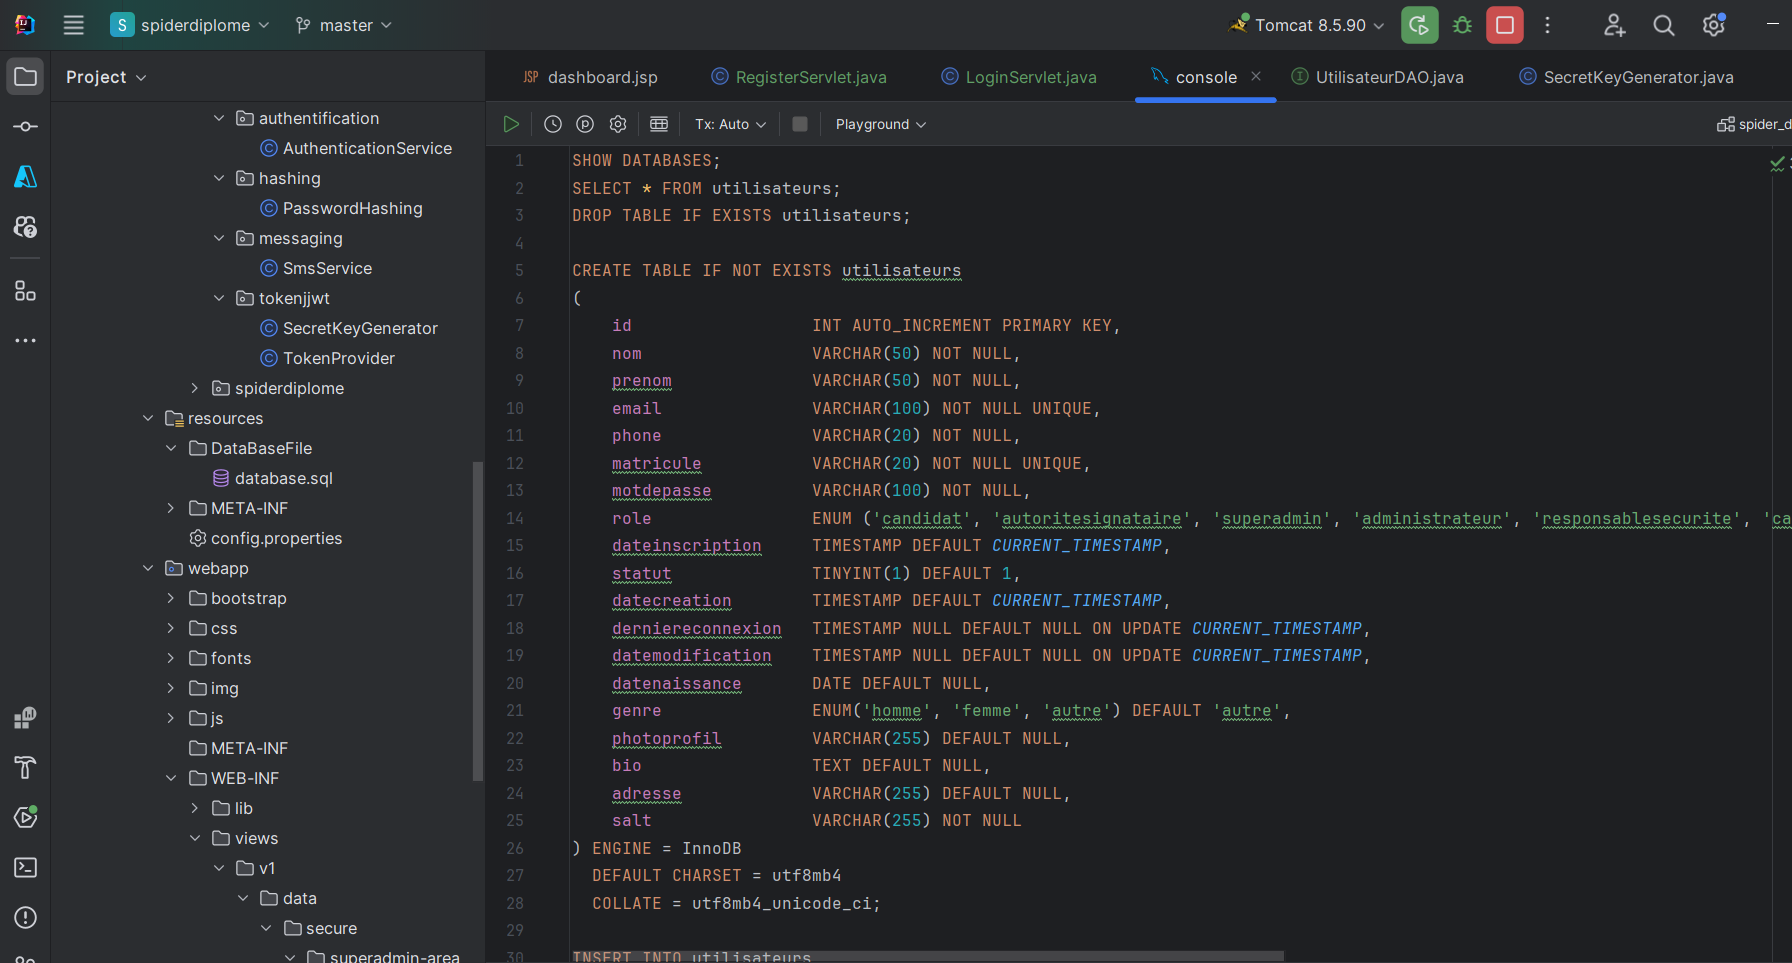 S spiderdiplome master Tomcat 8.5.90
Project
authentification
AuthenticationService
hashing
PasswordHashing
messaging
SmsService
tokenjjwt
SecretKeyGenerator
TokenProvider
spiderdiplome
resources
DataBaseFile
database.sql
META-INF
config.properties
webapp
bootstrap
css
fonts
img
js
META-INF
WEB-INF
lib
views
v1
data
secure
superadmin-area
JSP dashboard.jsp RegisterServlet.java LoginServlet.java console UtilisateurDAO.java SecretKeyGenerator.java
Tx: Auto Playground spider_d
1 SHOW DATABASES;
2 SELECT * FROM utilisateurs;
3 DROP TABLE IF EXISTS utilisateurs;
4
5 CREATE TABLE IF NOT EXISTS utilisateurs
6 (
7 id INT AUTO_INCREMENT PRIMARY KEY,
8 nom VARCHAR(50) NOT NULL,
9 prenom VARCHAR(50) NOT NULL,
10 email VARCHAR(100) NOT NULL UNIQUE,
11 phone VARCHAR(20) NOT NULL,
12 matricule VARCHAR(20) NOT NULL UNIQUE,
13 motdepasse VARCHAR(100) NOT NULL,
14 role ENUM ('candidat', 'autoritesignataire', 'superadmin', 'administrateur', 'responsablesecurite', 'ca
15 dateinscription TIMESTAMP DEFAULT CURRENT_TIMESTAMP,
16 statut TINYINT(1) DEFAULT 1,
17 datecreation TIMESTAMP DEFAULT CURRENT_TIMESTAMP,
18 derniereconnexion TIMESTAMP NULL DEFAULT NULL ON UPDATE CURRENT_TIMESTAMP,
19 datemodification TIMESTAMP NULL DEFAULT NULL ON UPDATE CURRENT_TIMESTAMP,
20 datenaissance DATE DEFAULT NULL,
21 genre ENUM('homme', 'femme', 'autre') DEFAULT 'autre',
22 photoprofil VARCHAR(255) DEFAULT NULL,
23 bio TEXT DEFAULT NULL,
24 adresse VARCHAR(255) DEFAULT NULL,
25 salt VARCHAR(255) NOT NULL
26 ) ENGINE = InnoDB
27 DEFAULT CHARSET = utf8mb4
28 COLLATE = utf8mb4_unicode_ci;
29
30 INSERT INTO utilisateurs